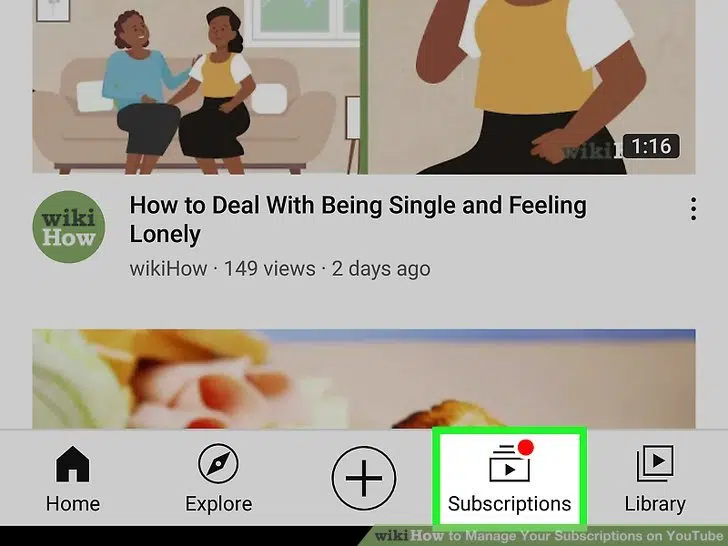 wikiH
1:16
wiki
How
How to Deal With Being Single and Feeling
Lonely
wikiHow · 149 views · 2 days ago
Home
Explore
Subscriptions
Library
wikiHow to Manage Your Subscriptions on YouTube